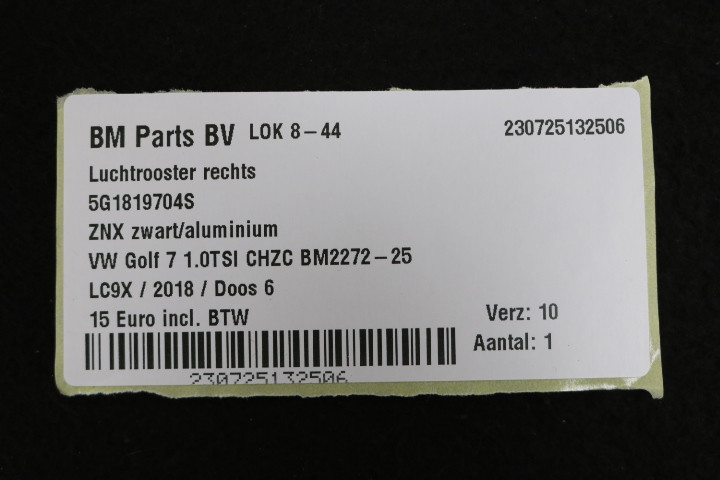 BM Parts BV LOK 8-44 230725132506
Luchtrooster rechts
5G1819704S
ZNX zwart/aluminium
VW Golf 7 1.0TSI CHZC BM2272-25
LC9X / 2018 / Doos 6
15 Euro incl. BTW Verz: 10
Aantal: 1
230725132506